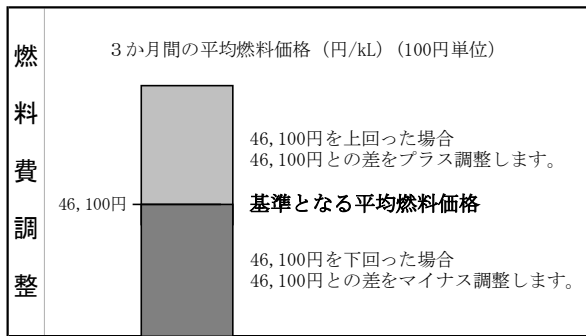 燃料費調整
３か月間の平均燃料価格（円/kL）（100円単位）
46,100円を上回った場合
46,100円との差をプラス調整します。
46,100円
基準となる平均燃料価格
46,100円を下回った場合
46,100円との差をマイナス調整します。